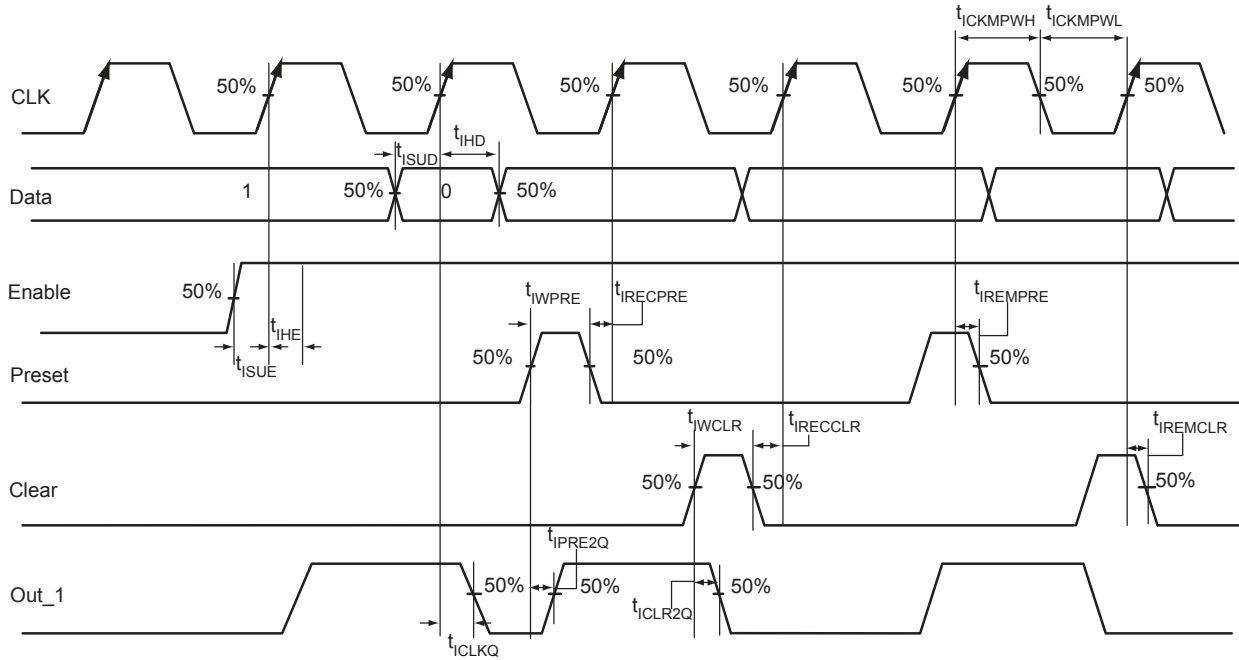 tICKMPWH tICKMPWL
CLK 50% 50% 50% 50% 50% 50% 50%
tISUD tIHD
Data 1 50% 0 50%
Enable 50%
tIHE tISUE
tIWPRE tIRECPRE tIREMPRE
Preset 50% 50% 50%
tIWCLR tIRECCLR tIREMCLR
Clear 50% 50% 50%
tIPRE2Q
Out_1 50% 50% 50%
tICLR2Q
tICLKQ